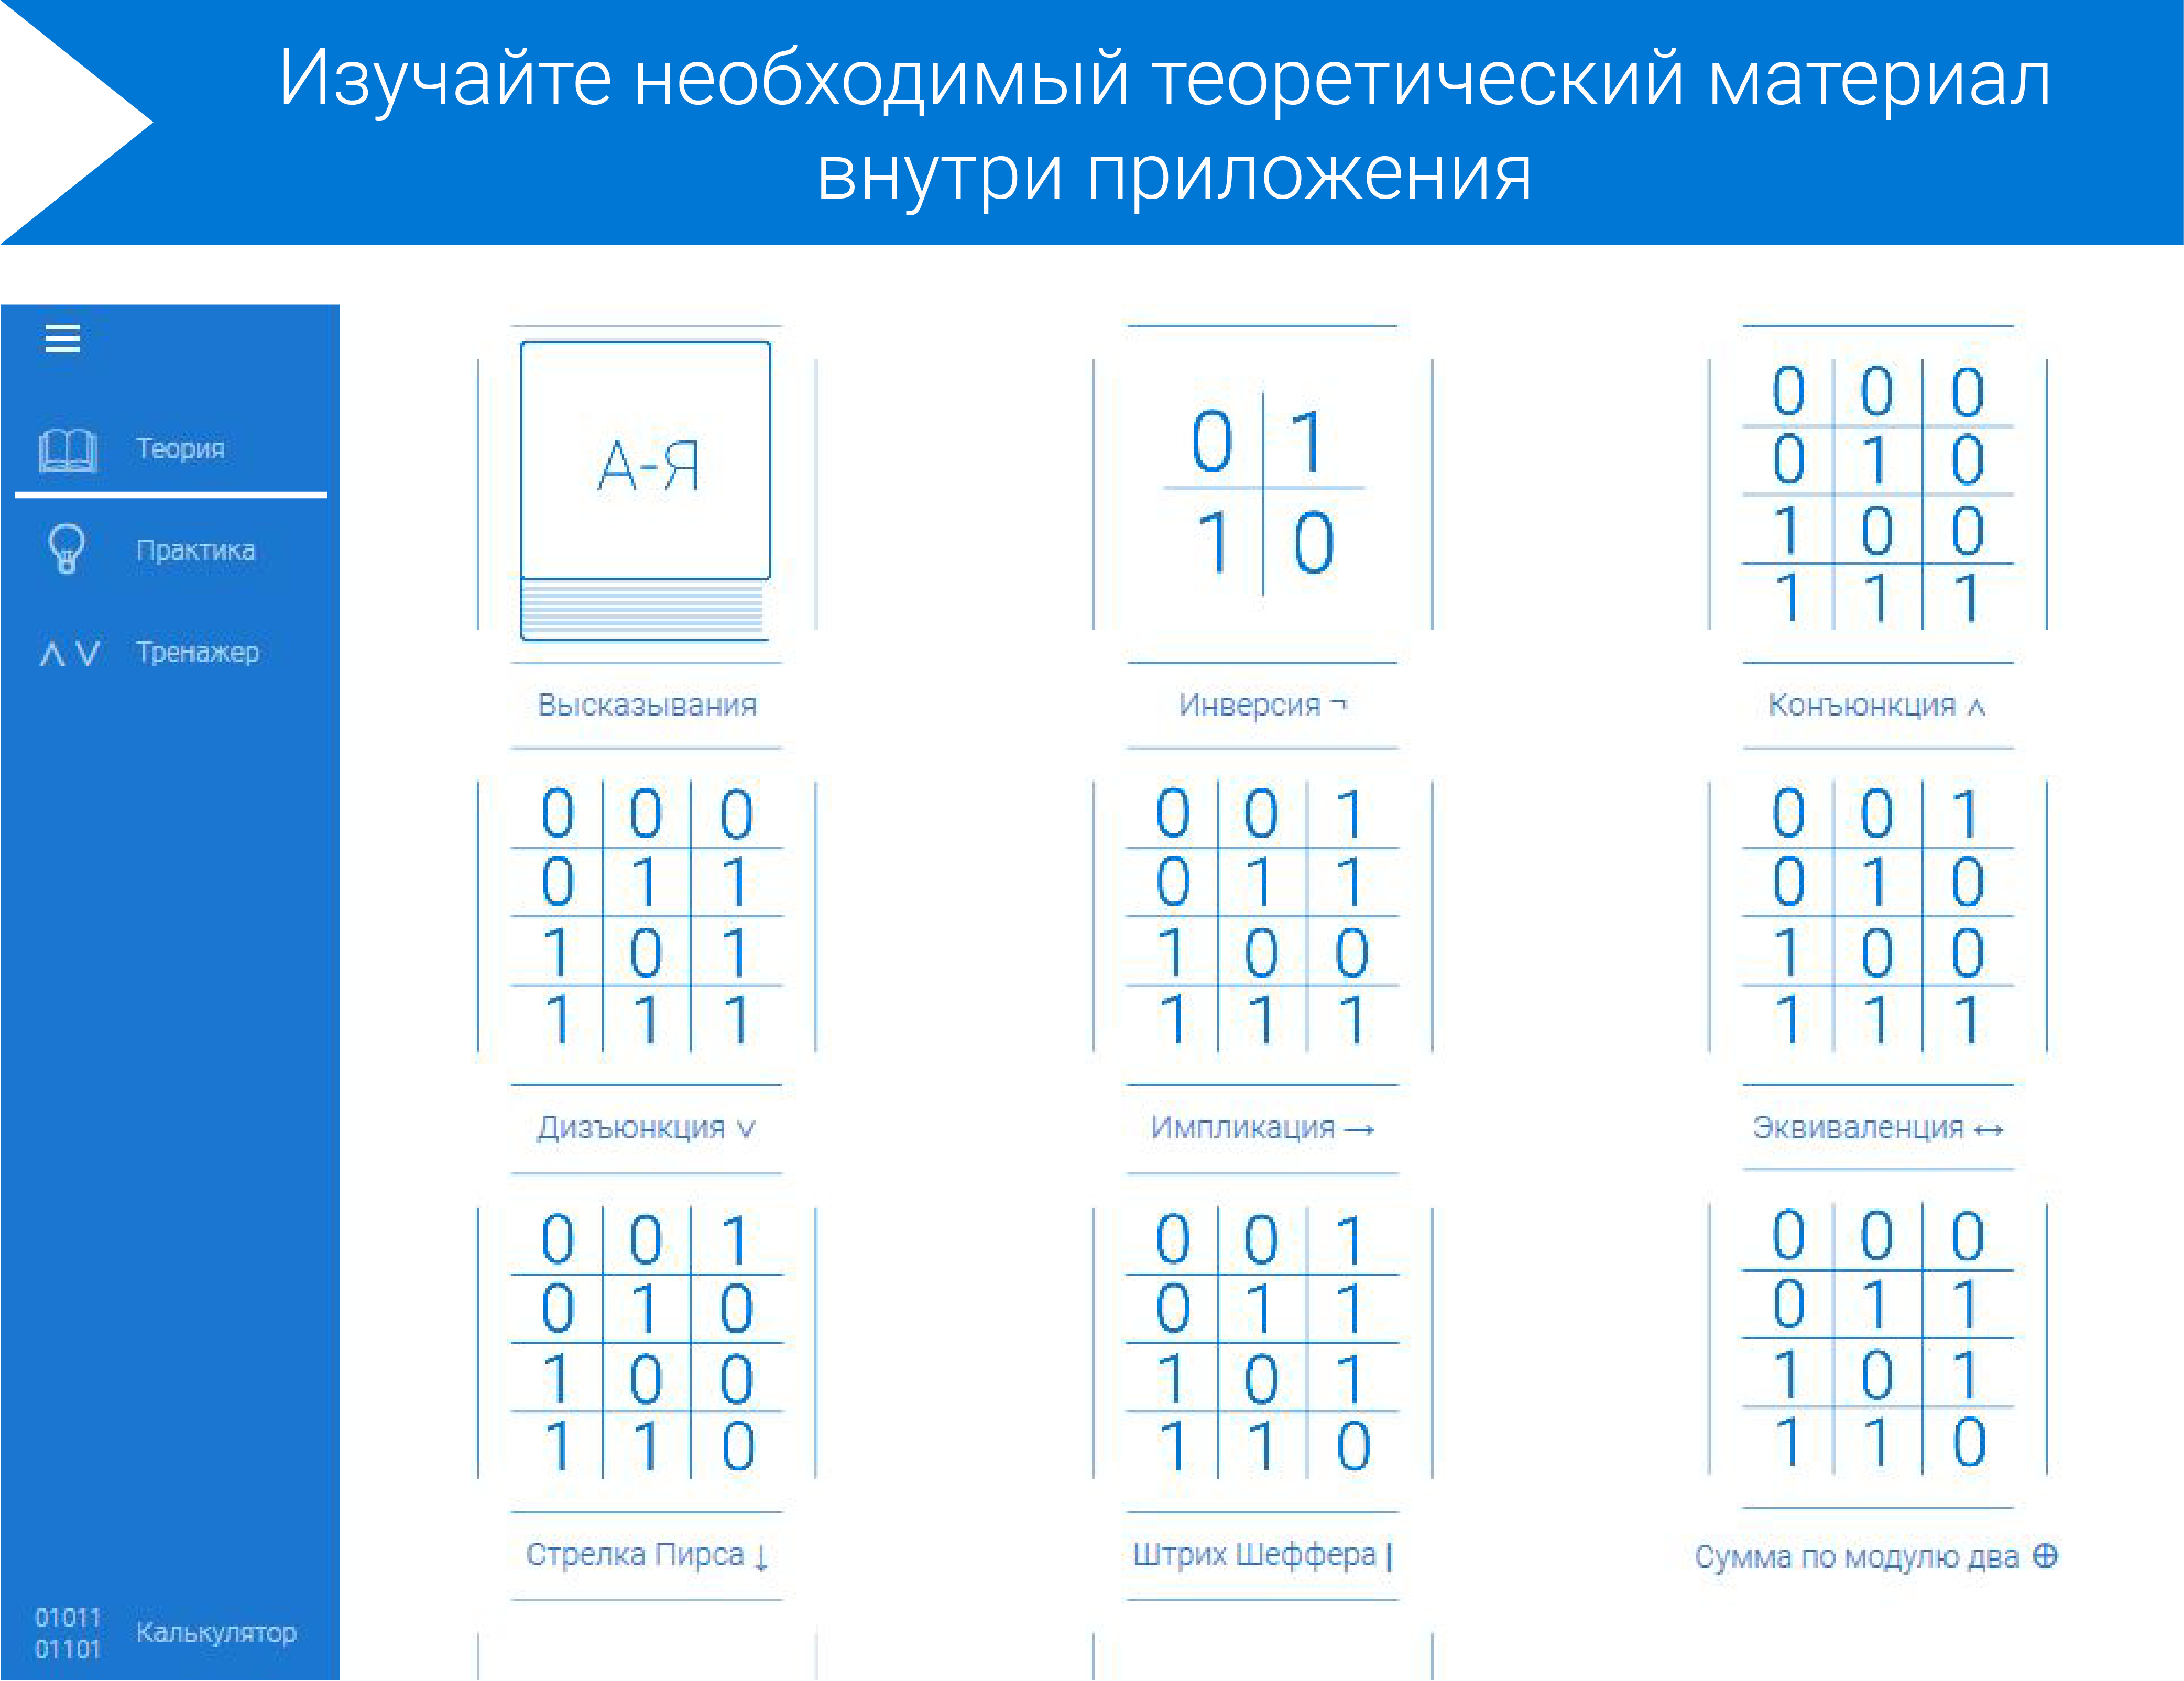 Изучайте необходимый теоретический материал
внутри приложения
Теория
Практика
Тренажер
01011
01101
Калькулятор
А-Я
Высказывания
0 1
1 0
Инверсия ¬
0 0 0
0 1 0
1 0 0
1 1 1
Конъюнкция ∧
0 0 0
0 1 1
1 0 1
1 1 1
Дизъюнкция ∨
0 0 1
0 1 1
1 0 0
1 1 1
Импликация →
0 0 1
0 1 0
1 0 0
1 1 1
Эквиваленция ↔
0 0 1
0 1 0
1 0 0
1 1 0
Стрелка Пирса ↓
0 0 1
0 1 1
1 0 1
1 1 0
Штрих Шеффера |
0 0 0
0 1 1
1 0 1
1 1 0
Сумма по модулю два ⊕